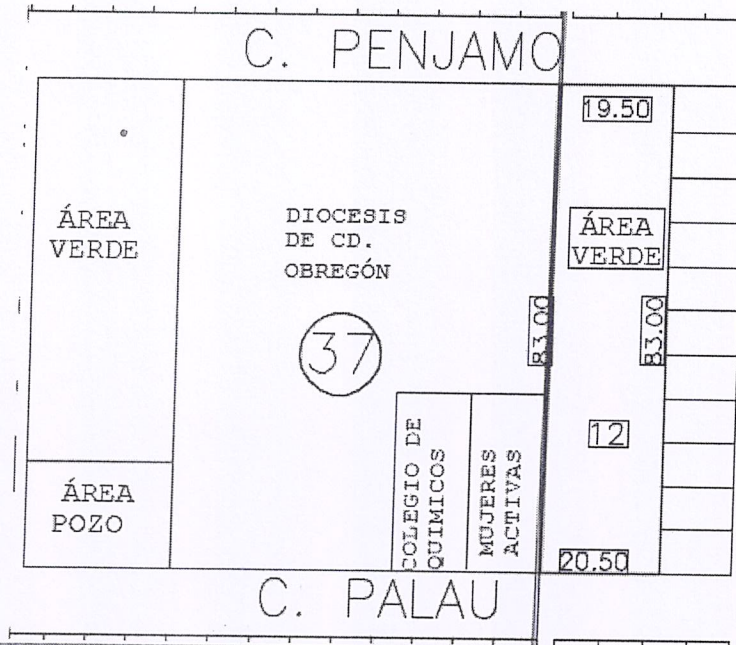 C. PENJAMO
19.50
ÁREA
VERDE
DIOCESIS
DE CD.
OBREGÓN
ÁREA
VERDE
37
83.00
83.00
12
COLEGIO DE
QUIMICOS
MUJERES
ACTIVAS
ÁREA
POZO
20.50
C. PALAU